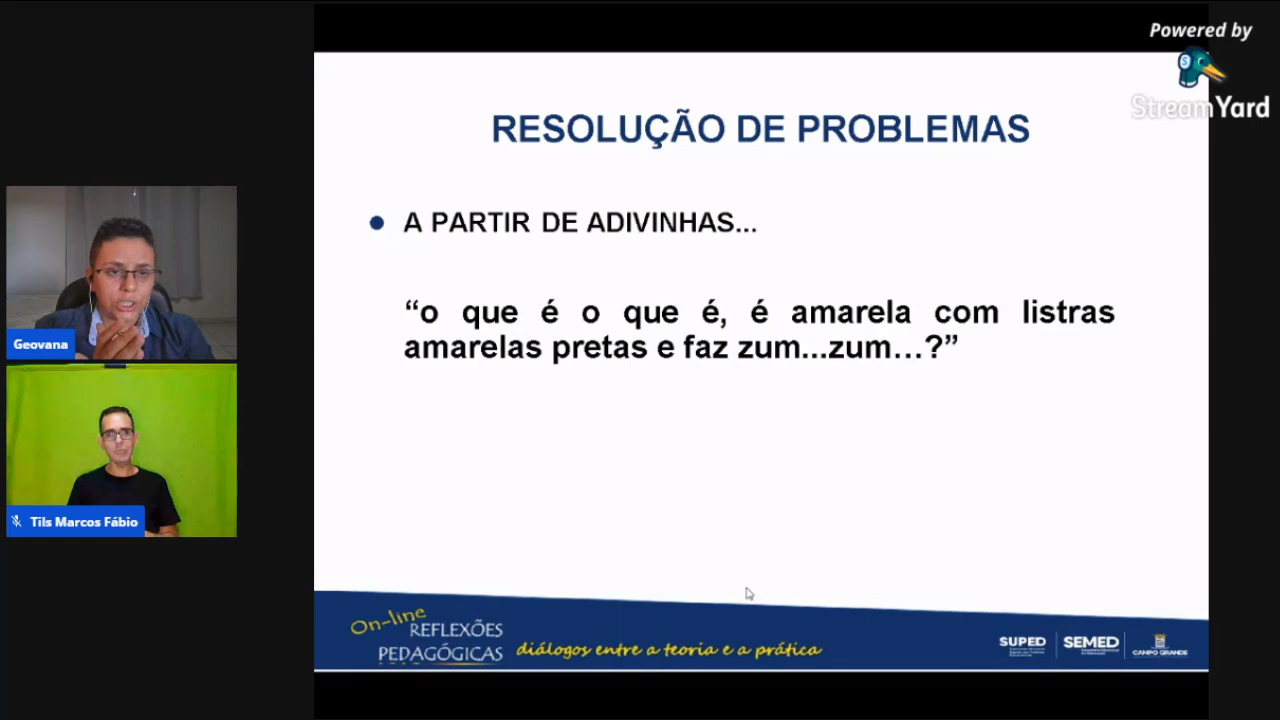 Powered by
StreamYard
RESOLUÇÃO DE PROBLEMAS
A PARTIR DE ADIVINHAS...
“o que é o que é, é amarela com listras
amarelas pretas e faz zum...zum...?”
Geovana
Tils Marcos Fábio
On-line
REFLEXÕES
PEDAGÓGICAS
diálogos entre a teoria e a prática
SUPED
SEMED
CAMPO GRANDE